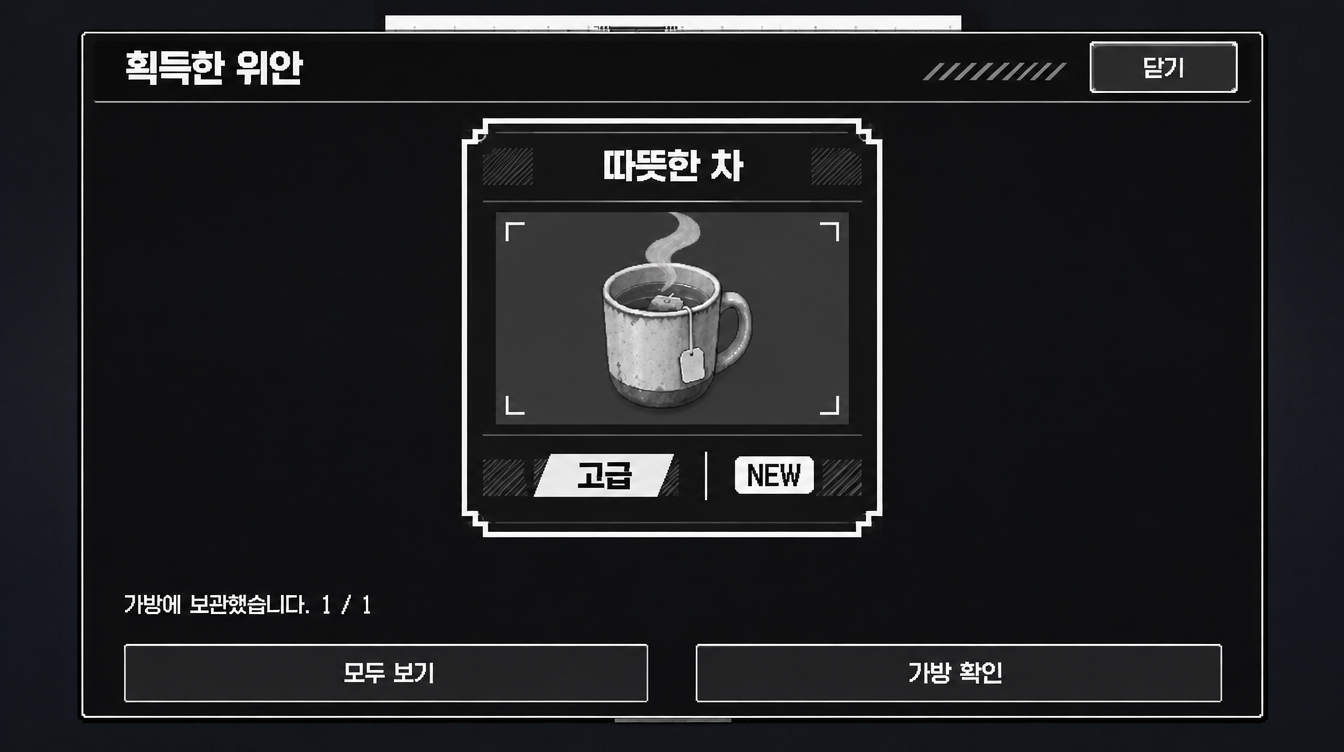 획득한 위안
닫기
따뜻한 차
고급
NEW
가방에 보관했습니다. 1 / 1
모두 보기
가방 확인